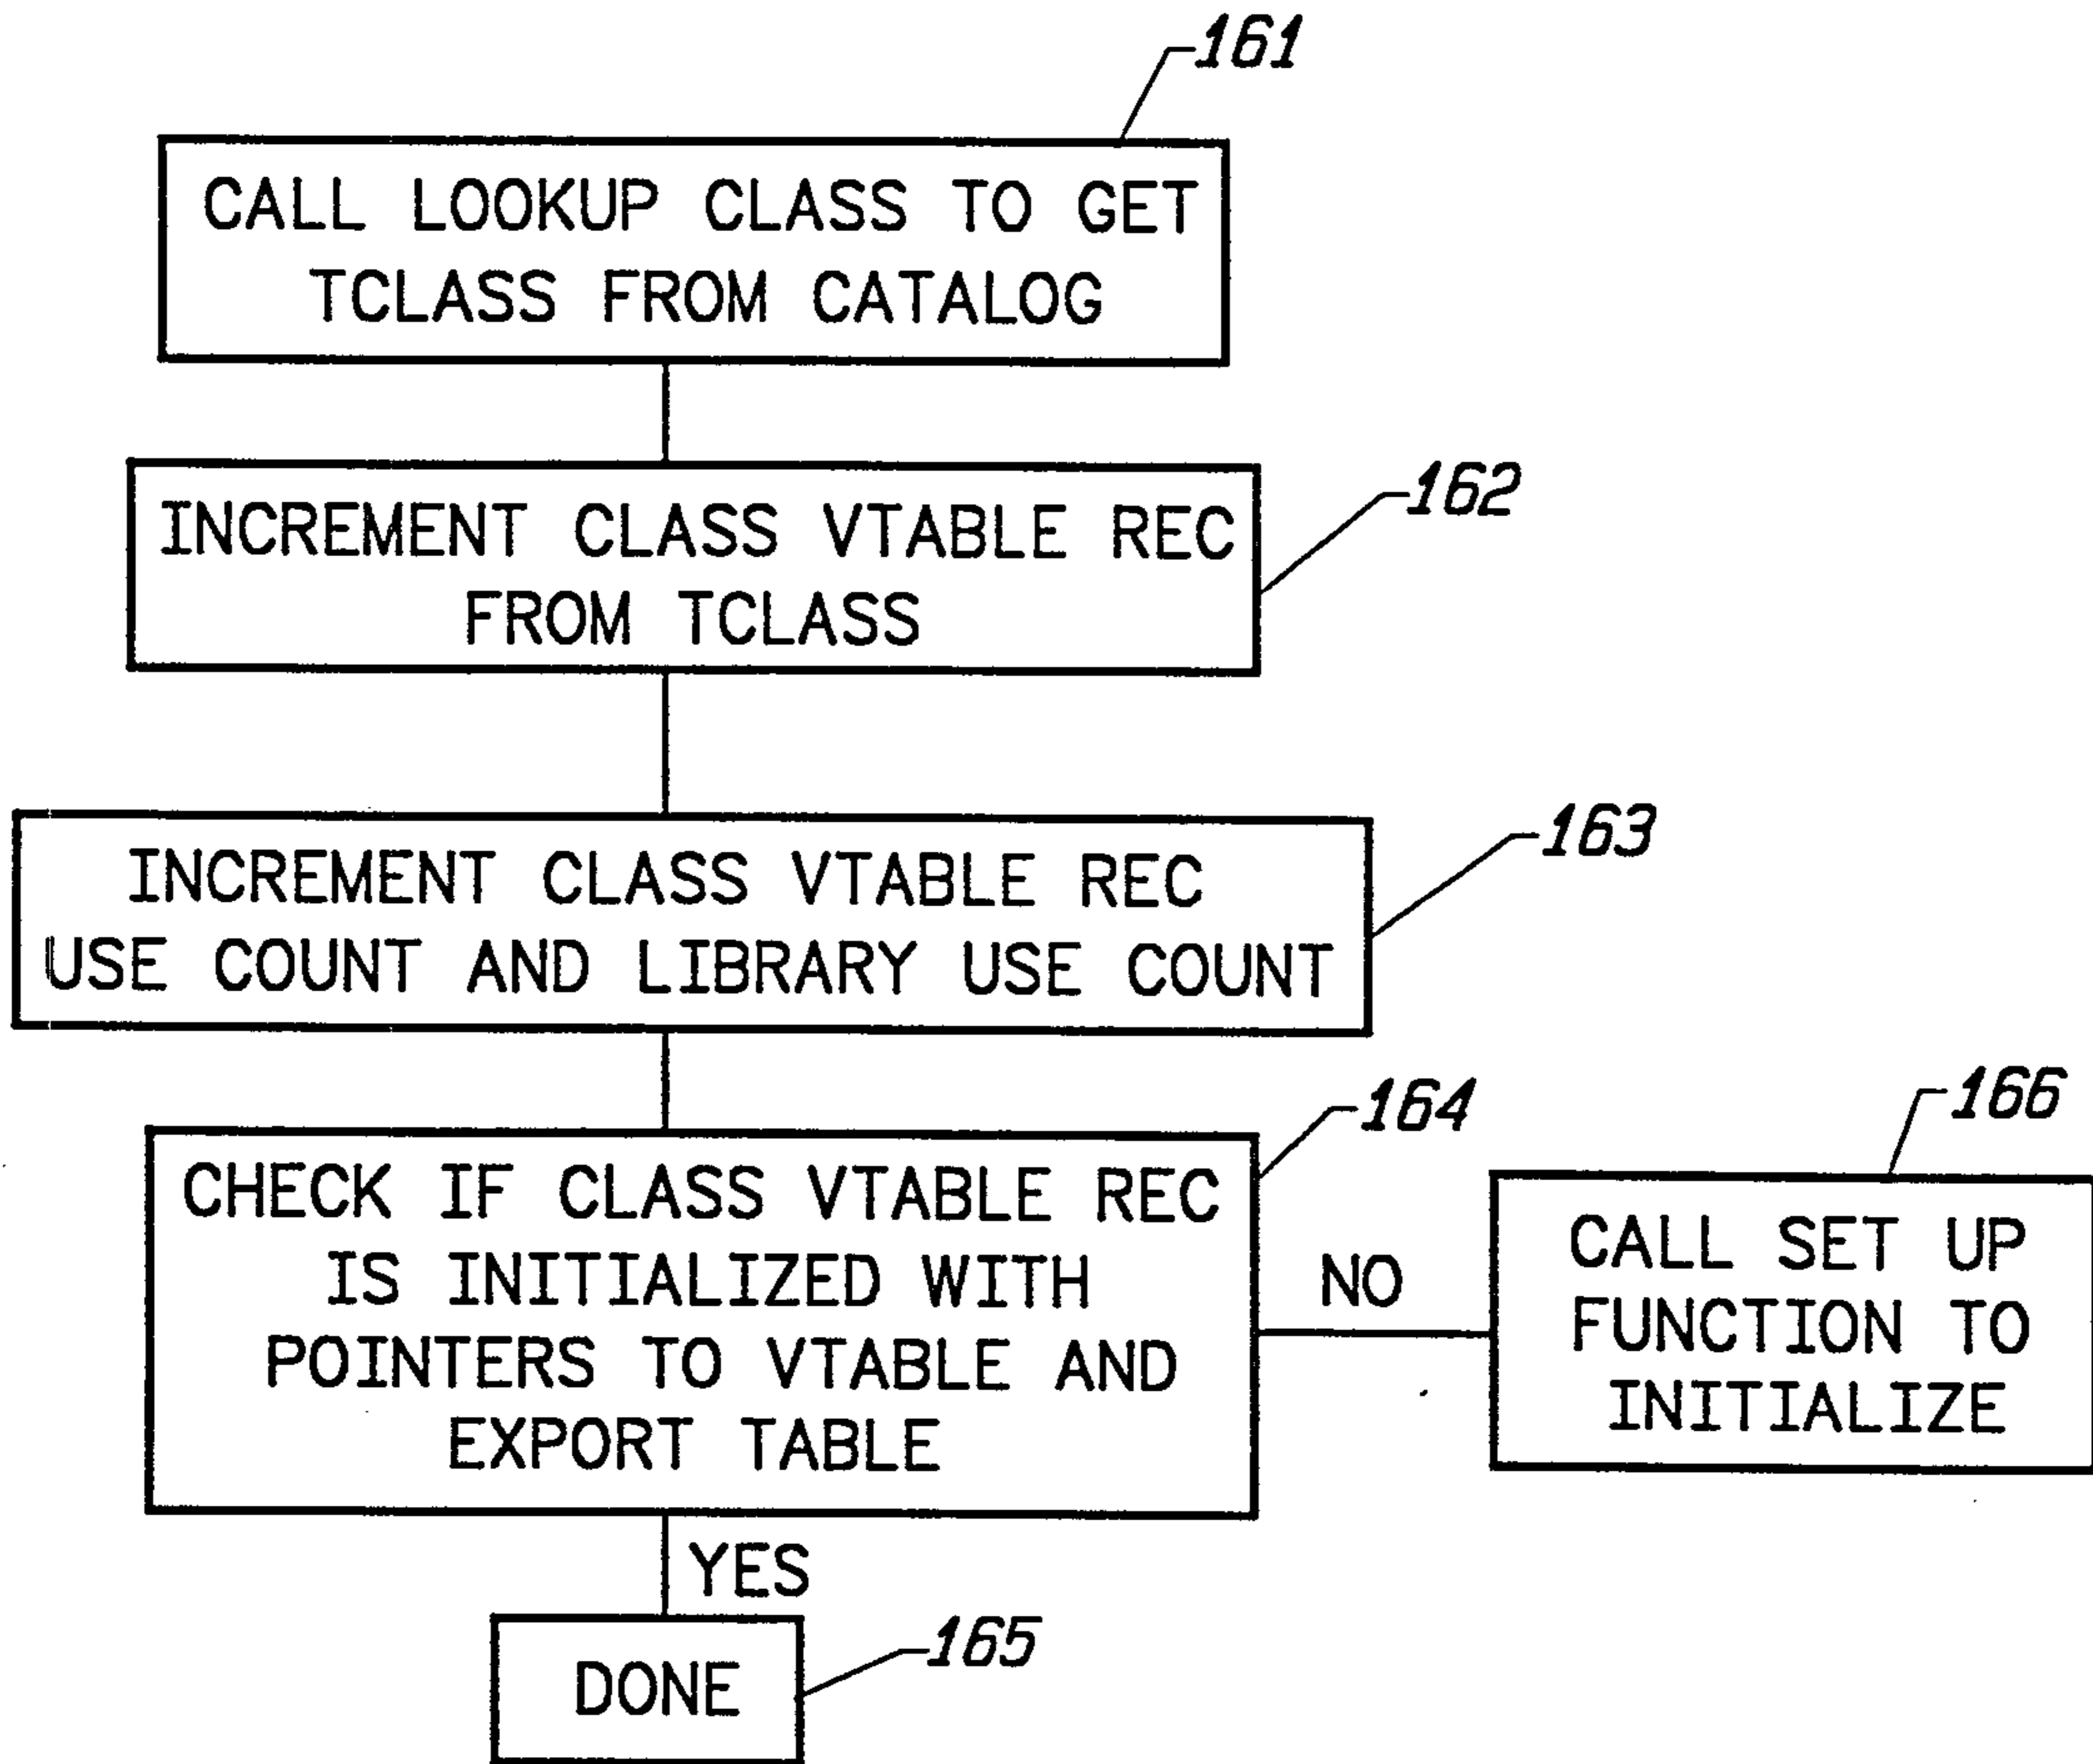 161
CALL LOOKUP CLASS TO GET
TCLASS FROM CATALOG
162
INCREMENT CLASS VTABLE REC
FROM TCLASS
163
INCREMENT CLASS VTABLE REC
USE COUNT AND LIBRARY USE COUNT
164
CHECK IF CLASS VTABLE REC
IS INITIALIZED WITH
POINTERS TO VTABLE AND
EXPORT TABLE
NO
166
CALL SET UP
FUNCTION TO
INITIALIZE
YES
165
DONE